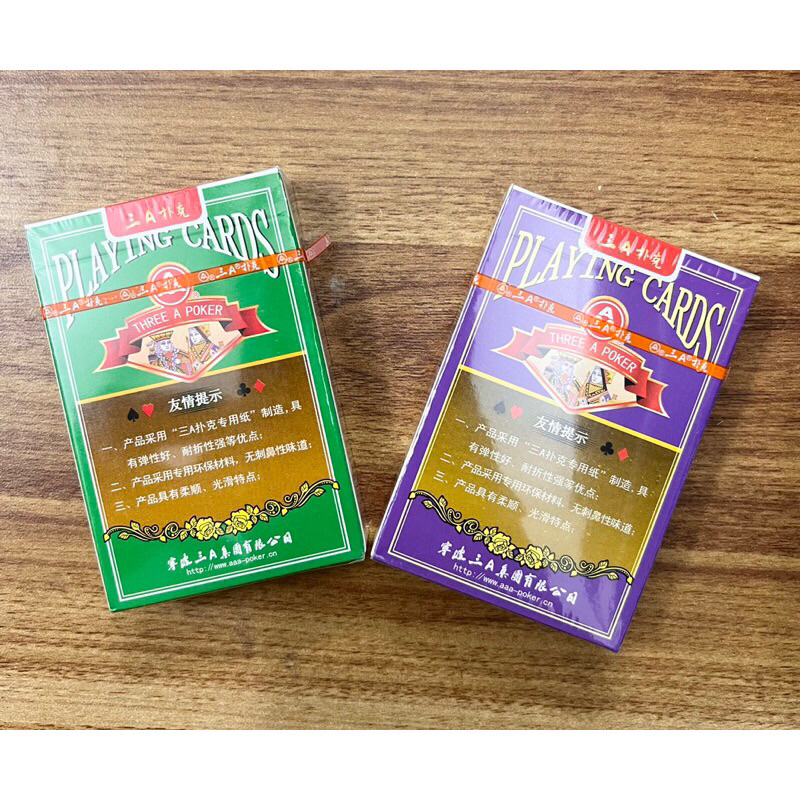 三A扑克
PLAYING CARDS
三A®扑克 三A®扑克
A
THREE A POKER
友情提示
一、产品采用“三A扑克专用纸”制造,具
有弹性好、耐折性强等优点;
二、产品采用专用环保材料,无刺鼻性味道;
三、产品具有柔顺、光滑特点;
宁波三A集团有限公司
http://www.aaa-poker.cn
三A扑克
PLAYING CARDS
三A®扑克 三A®扑克
A
THREE A POKER
友情提示
一、产品采用“三A扑克专用纸”制造,具
有弹性好、耐折性强等优点;
二、产品采用专用环保材料,无刺鼻性味道;
三、产品具有柔顺、光滑特点;
宁波三A集团有限公司
http://www.aaa-poker.cn